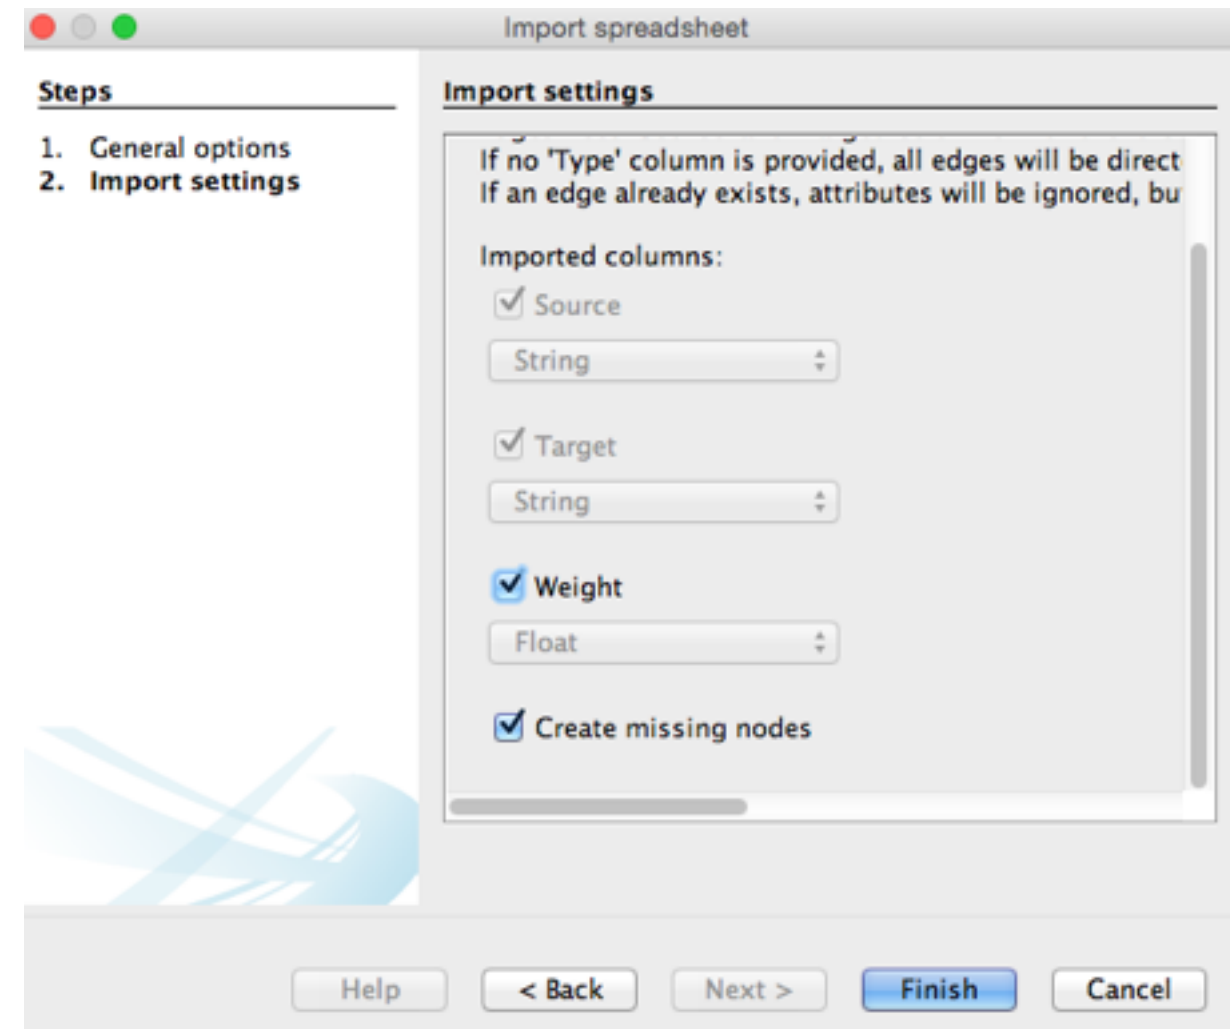 Import spreadsheet
Steps
1. General options
2. Import settings
Import settings
If no 'Type' column is provided, all edges will be direct
If an edge already exists, attributes will be ignored, bu
Imported columns:
Source
String
Target
String
Weight
Float
Create missing nodes
Help
< Back
Next >
Finish
Cancel